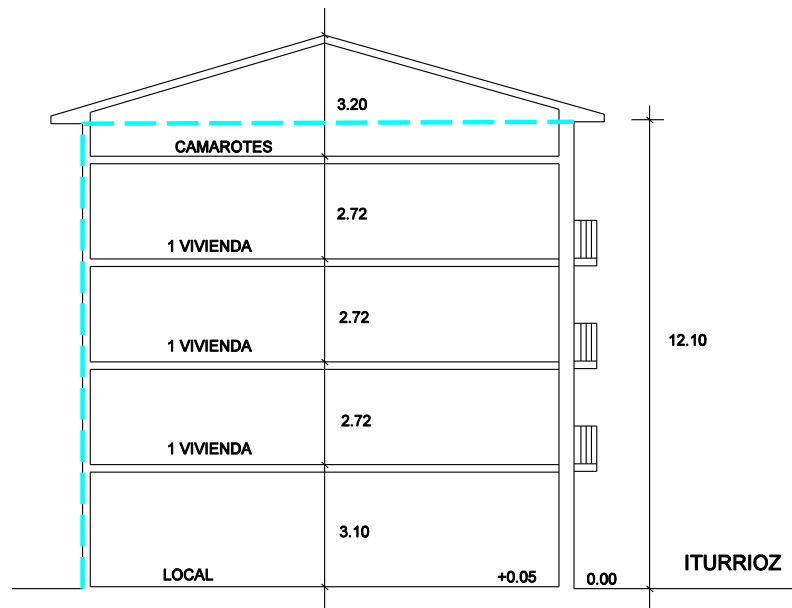 3.20
CAMAROTES
2.72
1 VIVIENDA
2.72
12.10
1 VIVIENDA
2.72
1 VIVIENDA
3.10
ITURRIOZ
LOCAL
+0.05
0.00